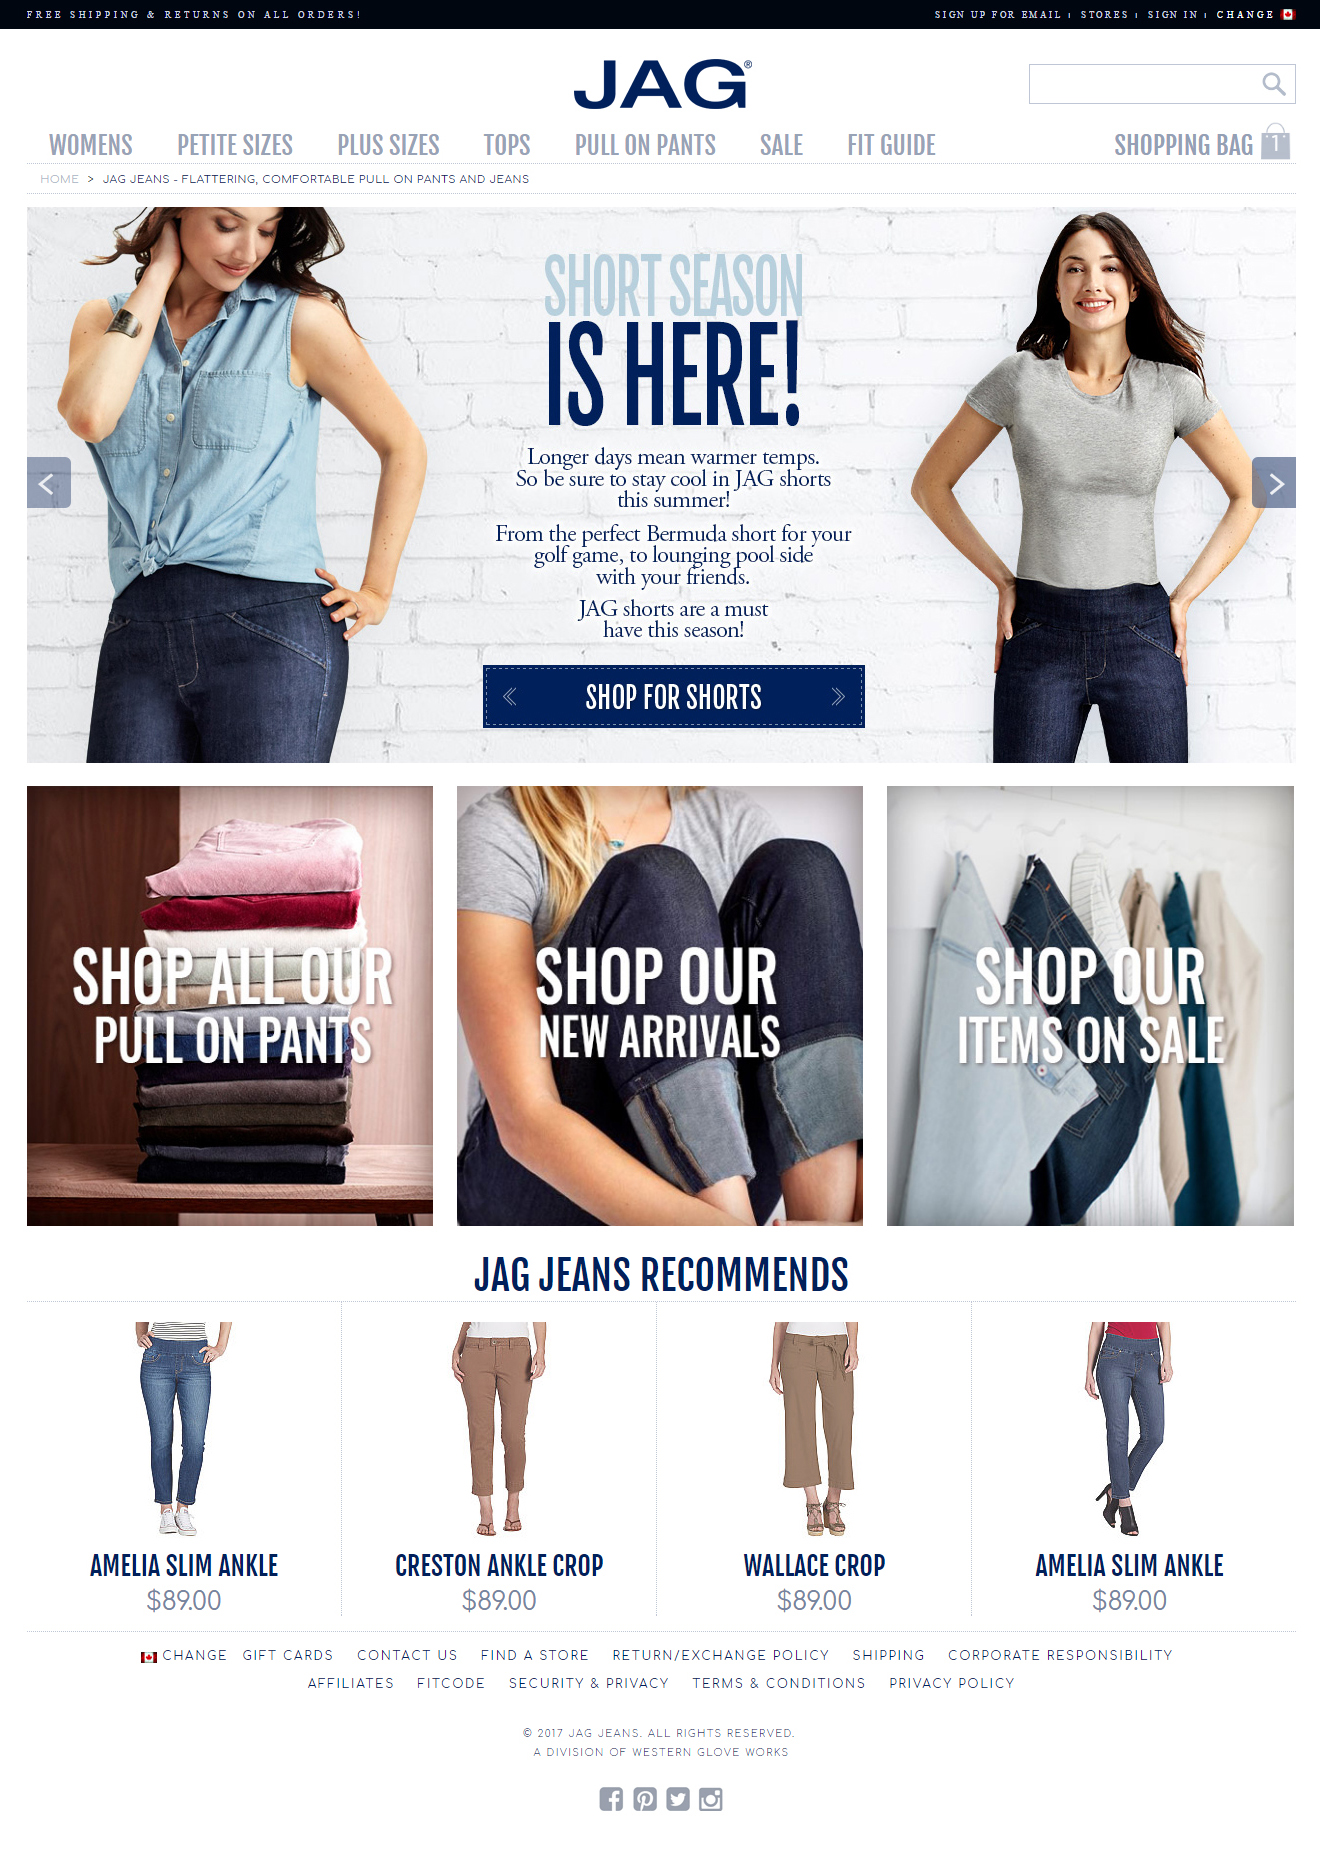 FREE SHIPPING & RETURNS ON ALL ORDERS!
SIGN UP FOR EMAIL | STORES | SIGN IN | CHANGE
JAG®
WOMENS PETITE SIZES PLUS SIZES TOPS PULL ON PANTS SALE FIT GUIDE SHOPPING BAG 1
HOME > JAG JEANS - FLATTERING, COMFORTABLE PULL ON PANTS AND JEANS
SHORT SEASON
IS HERE!
Longer days mean warmer temps.
So be sure to stay cool in JAG shorts
this summer!
From the perfect Bermuda short for your
golf game, to lounging pool side
with your friends.
JAG shorts are a must
have this season!
SHOP FOR SHORTS
SHOP ALL OUR
PULL ON PANTS
SHOP OUR
NEW ARRIVALS
SHOP OUR
ITEMS ON SALE
JAG JEANS RECOMMENDS
AMELIA SLIM ANKLE
$89.00
CRESTON ANKLE CROP
$89.00
WALLACE CROP
$89.00
AMELIA SLIM ANKLE
$89.00
CHANGE GIFT CARDS CONTACT US FIND A STORE RETURN/EXCHANGE POLICY SHIPPING CORPORATE RESPONSIBILITY
AFFILIATES FITCODE SECURITY & PRIVACY TERMS & CONDITIONS PRIVACY POLICY
© 2017 JAG JEANS. ALL RIGHTS RESERVED.
A DIVISION OF WESTERN GLOVE WORKS